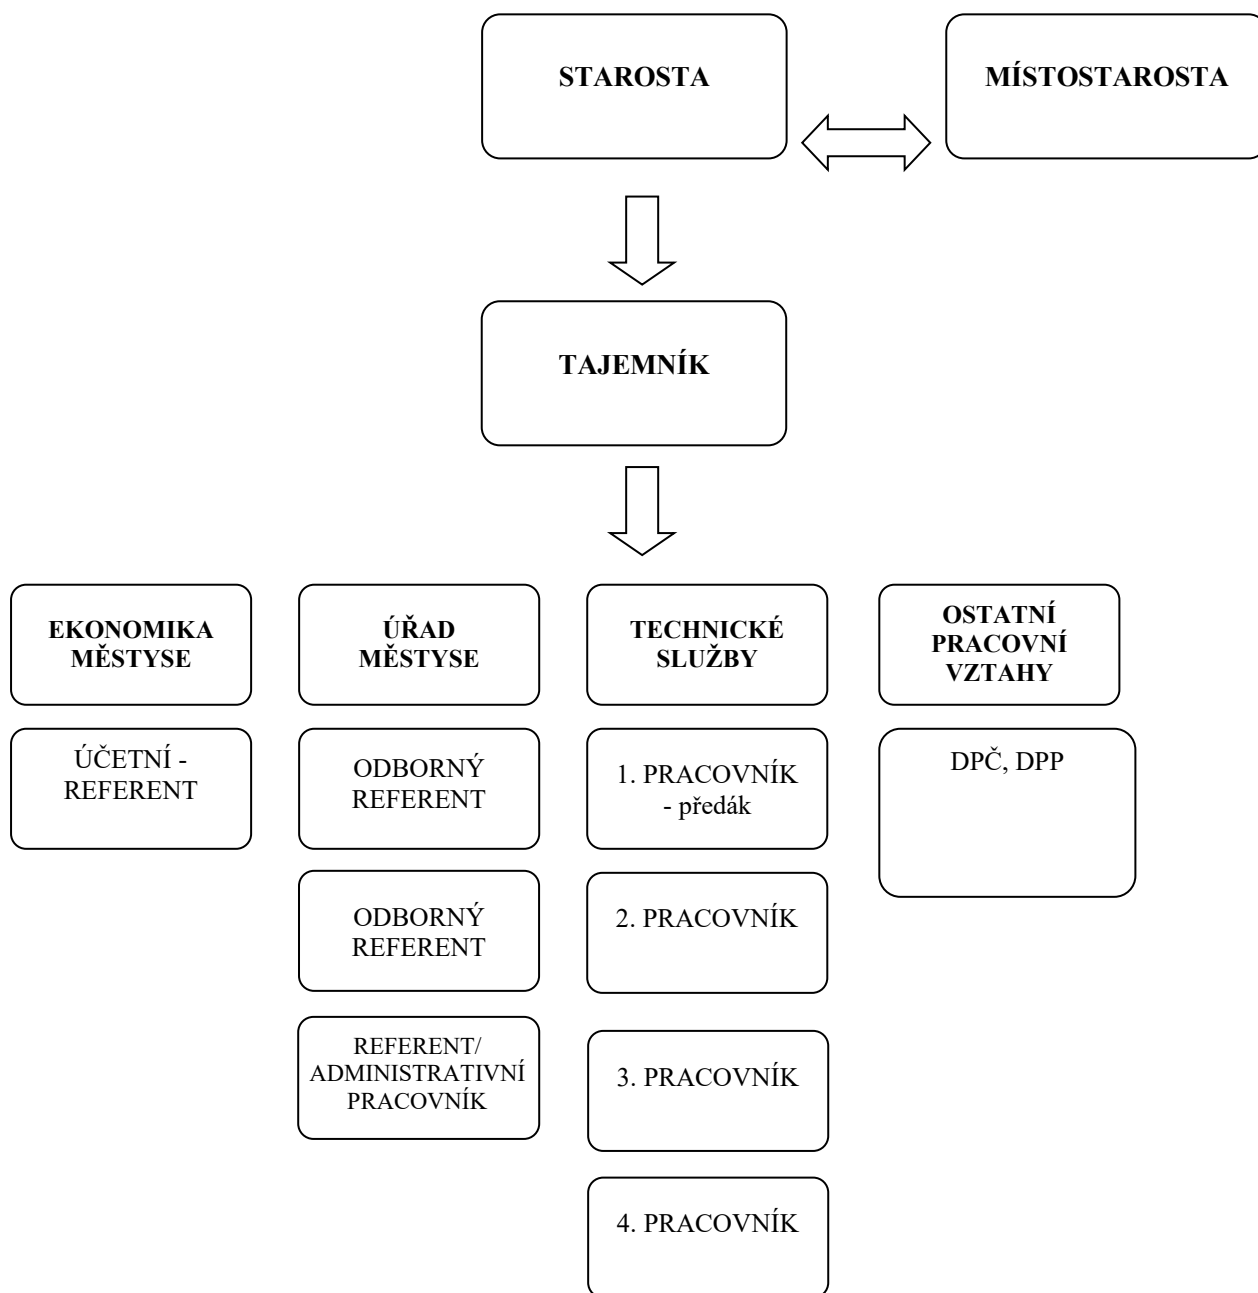 STAROSTA
MÍSTOSTAROSTA
TAJEMNÍK
EKONOMIKA
MĚSTYSE
ÚŘAD
MĚSTYSE
TECHNICKÉ
SLUŽBY
OSTATNÍ
PRACOVNÍ
VZTAHY
ÚČETNÍ -
REFERENT
ODBORNÝ
REFERENT
1. PRACOVNÍK
- předák
DPČ, DPP
ODBORNÝ
REFERENT
2. PRACOVNÍK
REFERENT/
ADMINISTRATIVNÍ
PRACOVNÍK
3. PRACOVNÍK
4. PRACOVNÍK